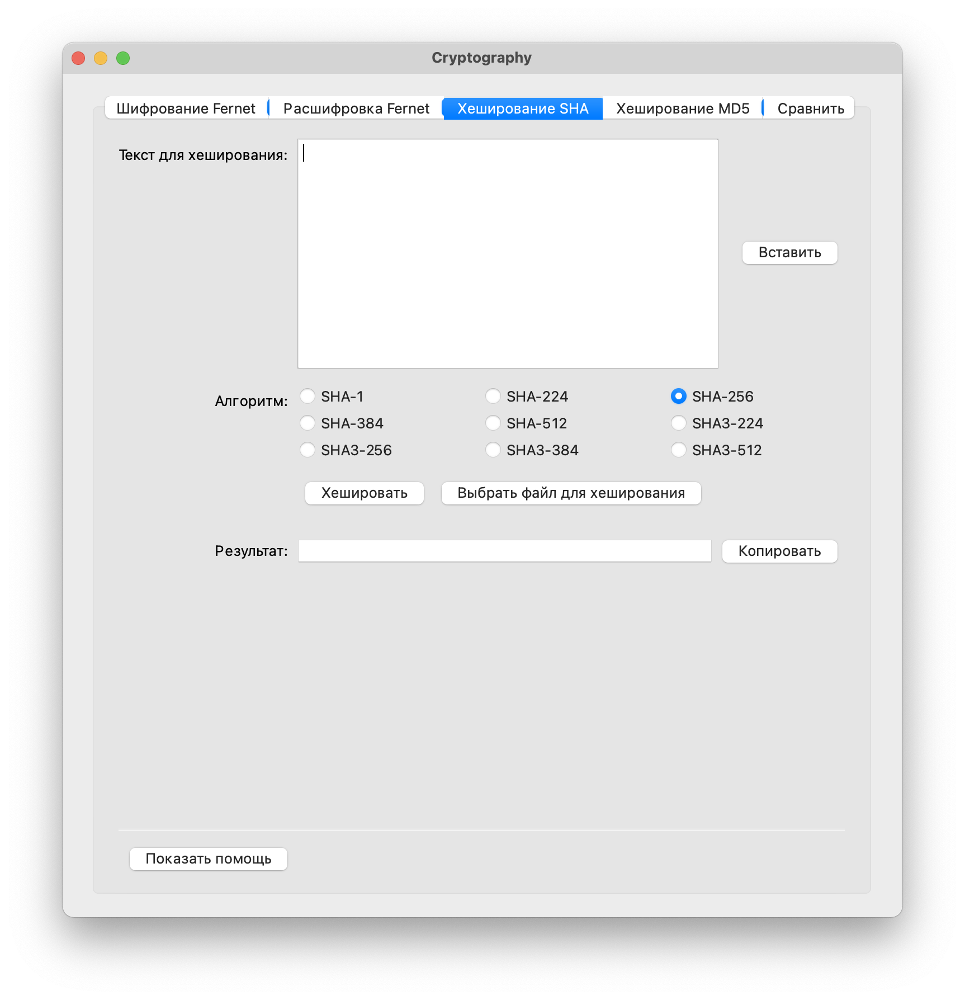 Cryptography
Шифрование Fernet Расшифровка Fernet Хеширование SHA Хеширование MD5 Сравнить
Текст для хеширования:
Вставить
Алгоритм: SHA-1 SHA-224 SHA-256
SHA-384 SHA-512 SHA3-224
SHA3-256 SHA3-384 SHA3-512
Хешировать Выбрать файл для хеширования
Результат: Копировать
Показать помощь